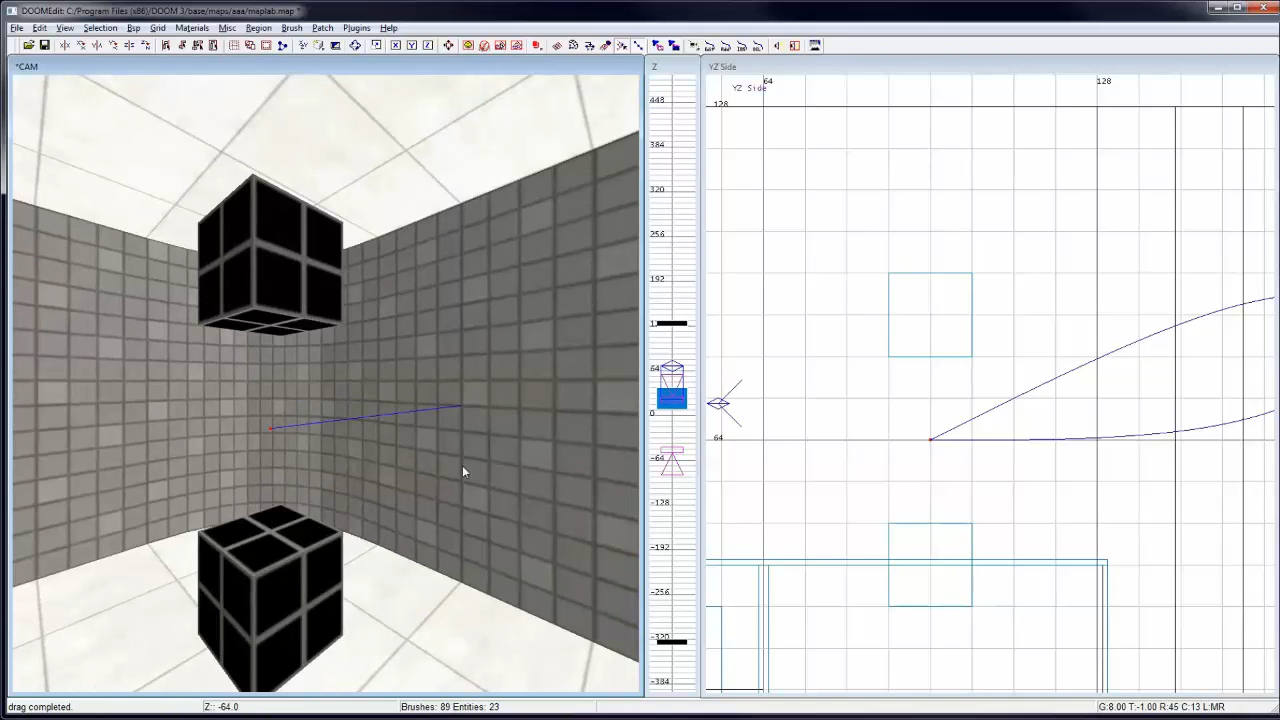 DOOMEdit: C:/Program Files (x86)/DOOM 3/base/maps/aaa/maplab.map *
File Edit View Selection Bsp Grid Materials Misc Region Brush Patch Plugins Help
*CAM
Z
YZ Side
64
128
YZ Side
128
64
448
384
320
256
192
64
0
-64
-128
-192
-256
-320
-384
drag completed.
Z:: -64.0
Brushes: 89 Entities: 23
G:8.00 T:-1.00 R:45 C:13 L:MR